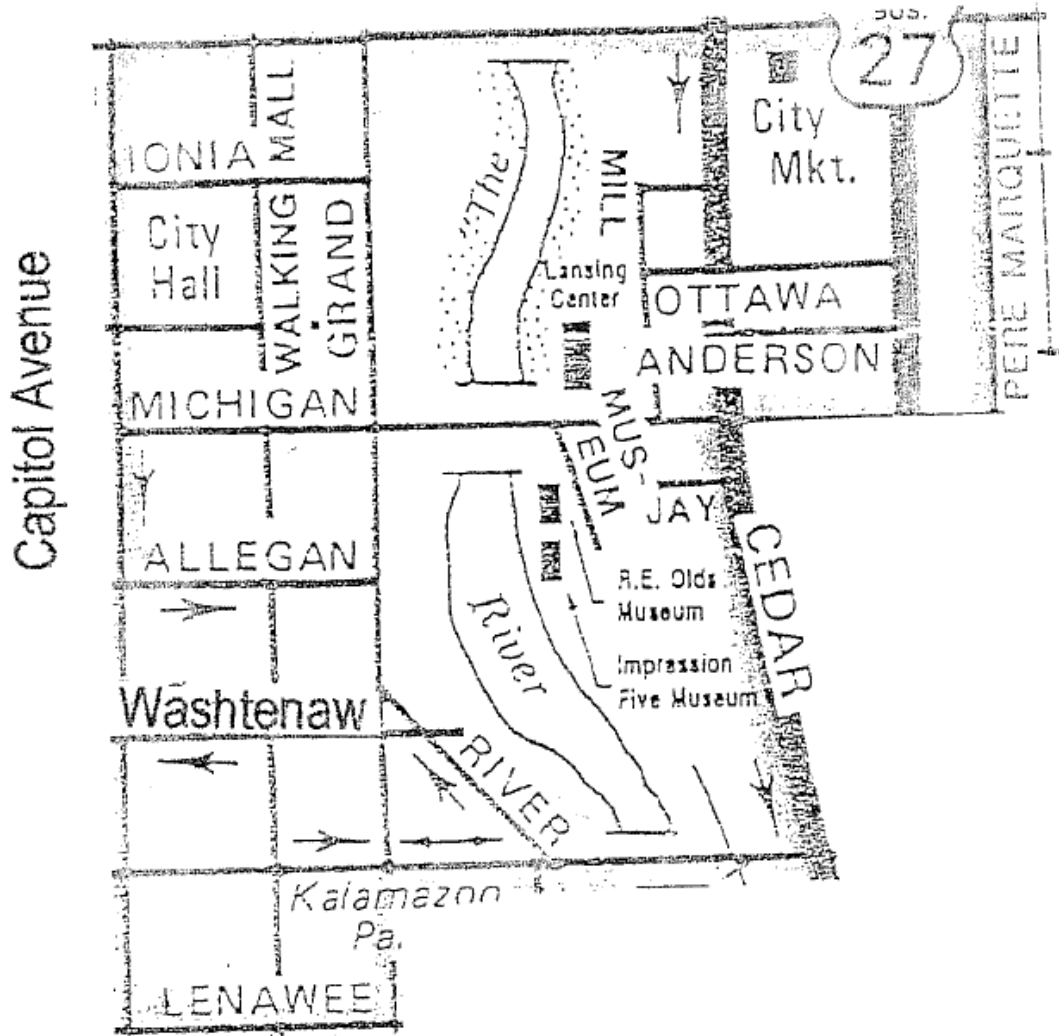 BUS.
27
City
Mkt.
PERE MARQUETTE
IONIA
WALKING MALL
GRAND
City
Hall
The
MILL
Lansing
Center
OTTAWA
ANDERSON
MICHIGAN
MUS-
EUM
JAY
Capitol Avenue
ALLEGAN
R.E. Olds
Museum
CEDAR
River
Impression
Five Museum
Washtenaw
RIVER
Kalamazoo
Pa.
LENAWEE